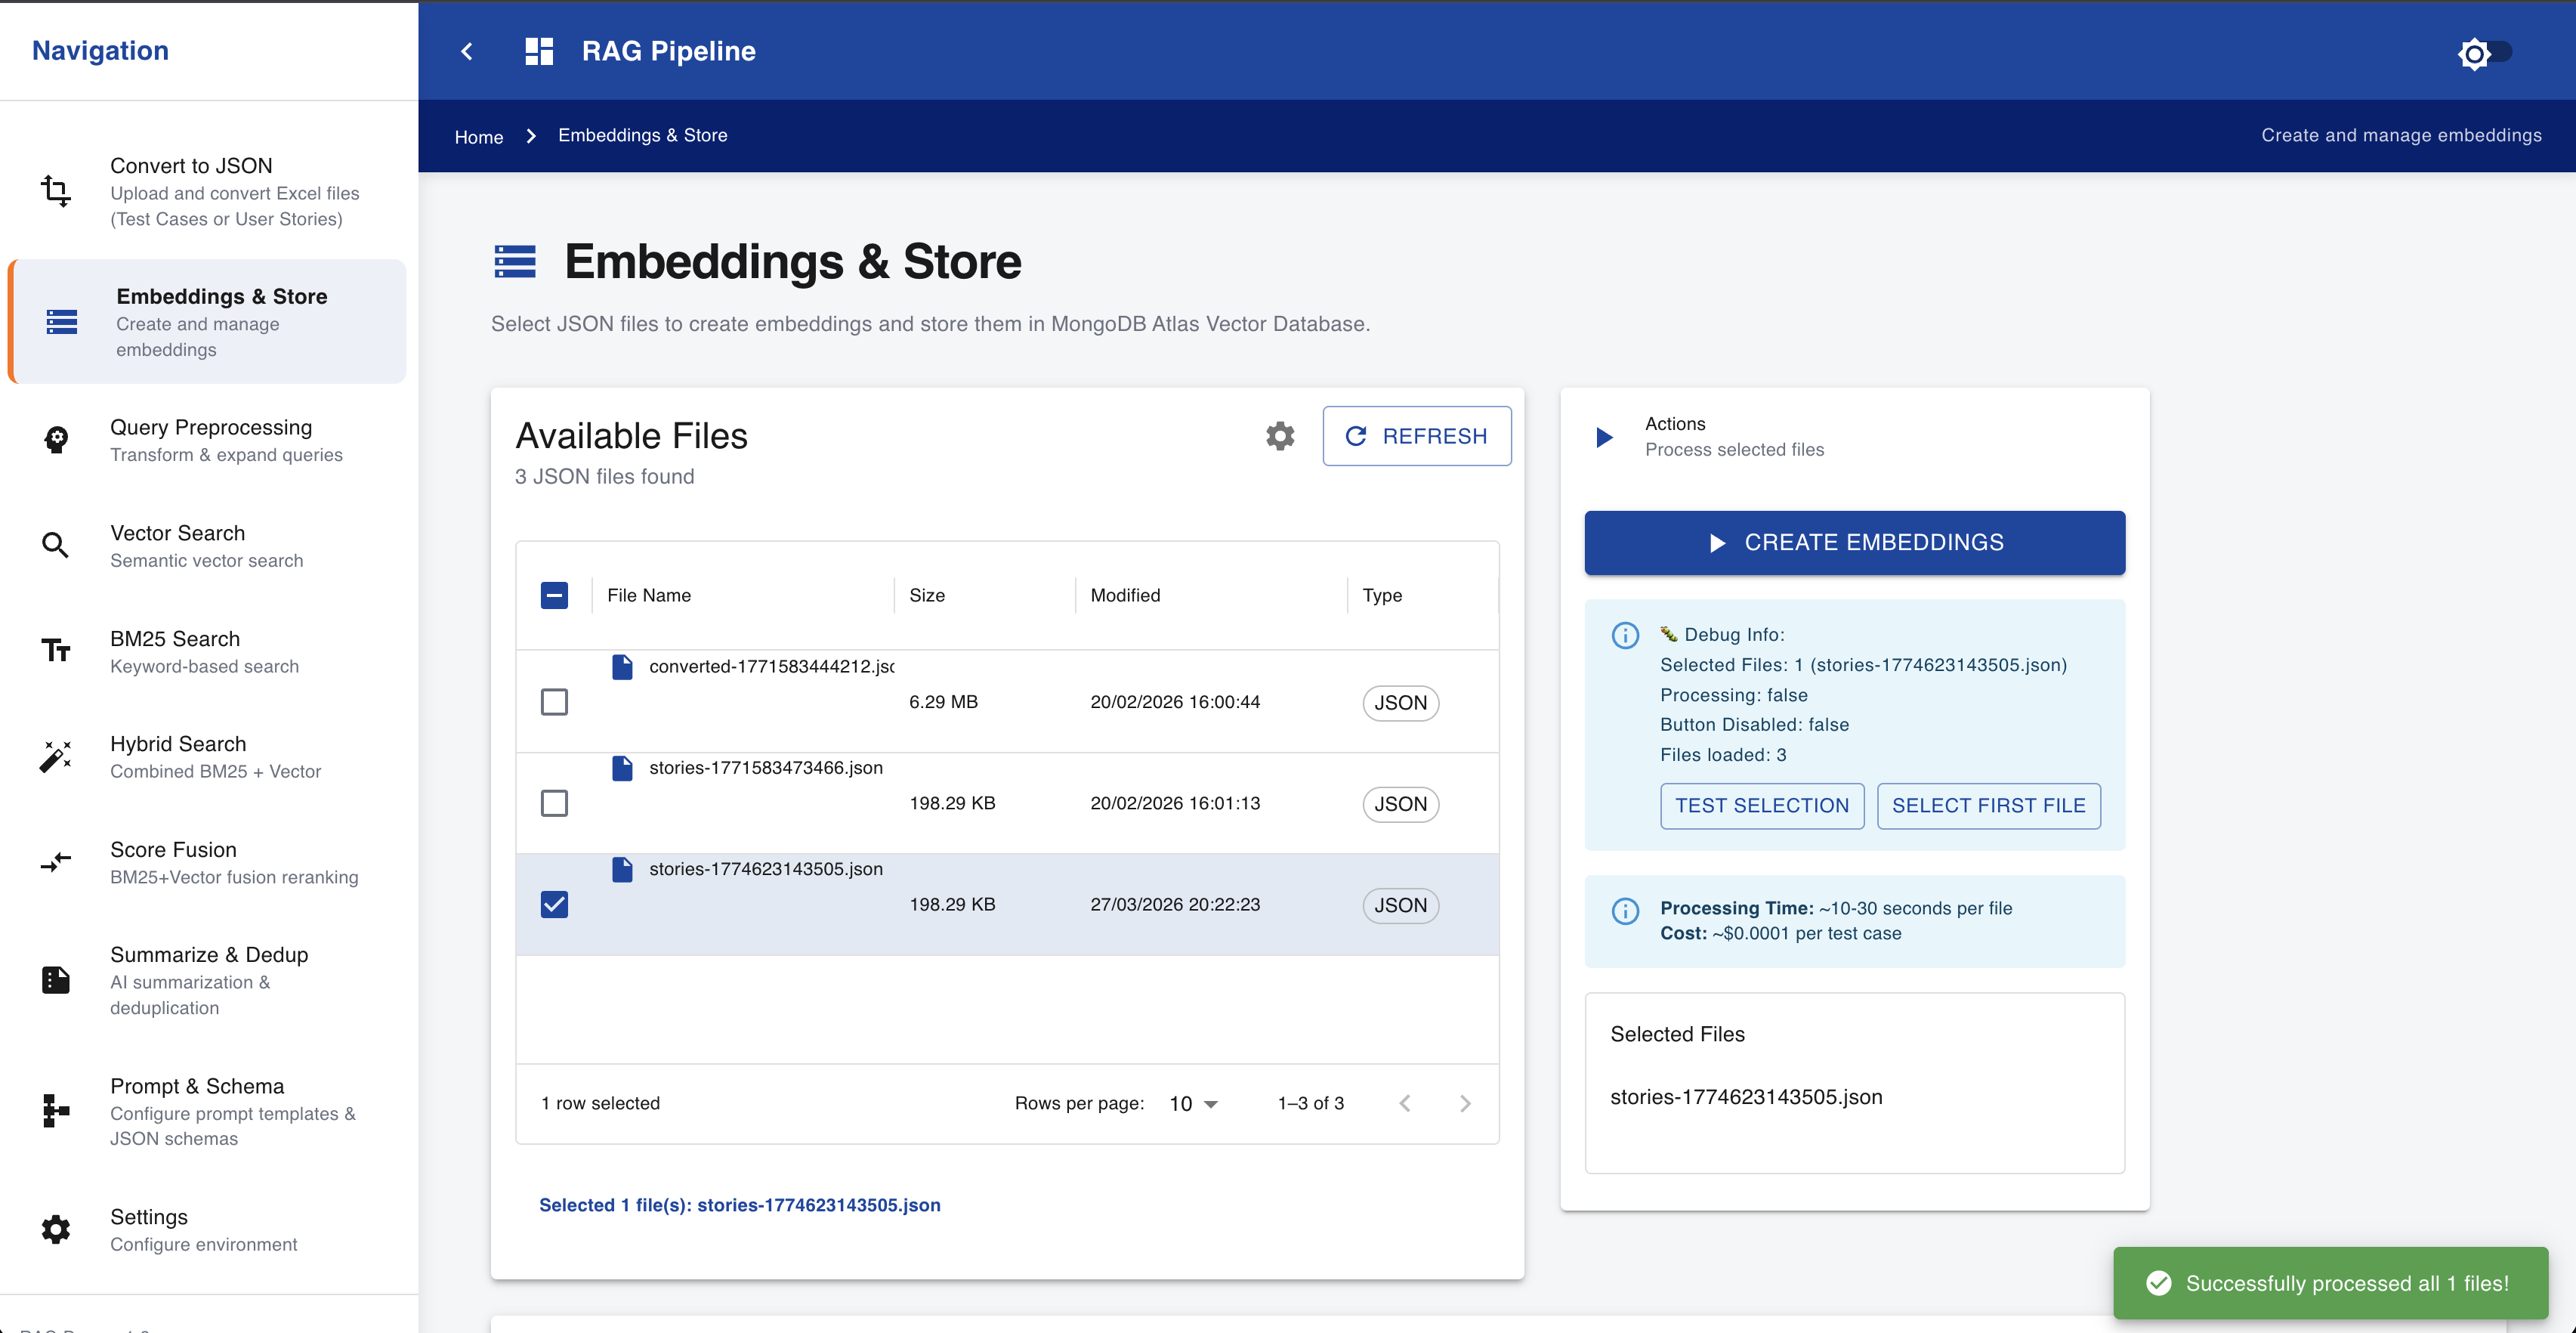 Navigation
Convert to JSON
Upload and convert Excel files
(Test Cases or User Stories)
Embeddings & Store
Create and manage
embeddings
Query Preprocessing
Transform & expand queries
Vector Search
Semantic vector search
BM25 Search
Keyword-based search
Hybrid Search
Combined BM25 + Vector
Score Fusion
BM25+Vector fusion reranking
Summarize & Dedup
AI summarization &
deduplication
Prompt & Schema
Configure prompt templates &
JSON schemas
Settings
Configure environment
RAG Pipeline
Home
Embeddings & Store
Create and manage embeddings
Embeddings & Store
Select JSON files to create embeddings and store them in MongoDB Atlas Vector Database.
Available Files
3 JSON files found
REFRESH
File Name Size Modified Type
converted-1771583444212.jsc 6.29 MB 20/02/2026 16:00:44 JSON
stories-1771583473466.json 198.29 KB 20/02/2026 16:01:13 JSON
stories-1774623143505.json 198.29 KB 27/03/2026 20:22:23 JSON
1 row selected Rows per page: 10 1–3 of 3
Selected 1 file(s): stories-1774623143505.json
Actions
Process selected files
CREATE EMBEDDINGS
🐛 Debug Info:
Selected Files: 1 (stories-1774623143505.json)
Processing: false
Button Disabled: false
Files loaded: 3
TEST SELECTION SELECT FIRST FILE
Processing Time: ~10-30 seconds per file
Cost: ~$0.0001 per test case
Selected Files
stories-1774623143505.json
Successfully processed all 1 files!